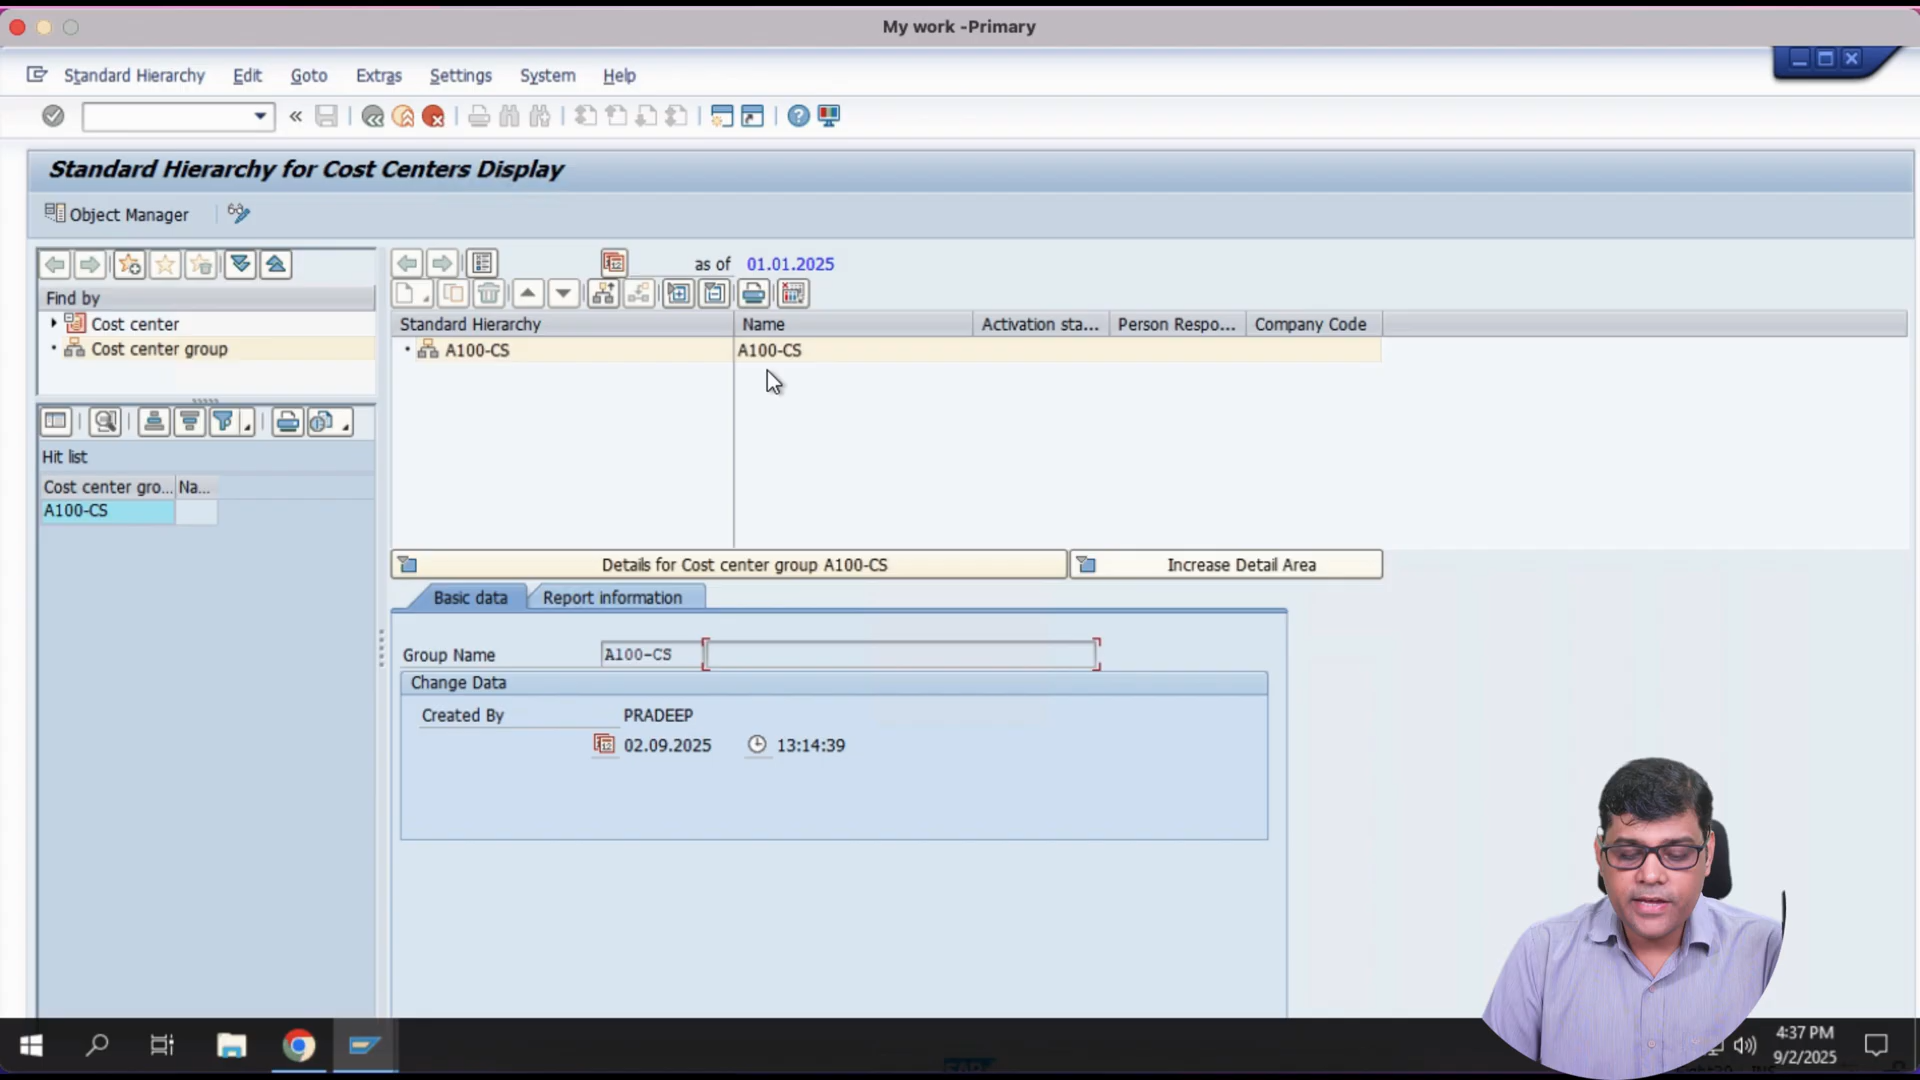 My work -Primary
Standard Hierarchy Edit Goto Extras Settings System Help
Standard Hierarchy for Cost Centers Display
Object Manager
as of 01.01.2025
Find by
Cost center
Cost center group
Standard Hierarchy Name Activation sta... Person Respo... Company Code
A100-CS A100-CS
Hit list
Cost center gro... Na...
A100-CS
Details for Cost center group A100-CS Increase Detail Area
Basic data Report information
Group Name A100-CS
Change Data
Created By PRADEEP
02.09.2025 13:14:39
4:37 PM
9/2/2025